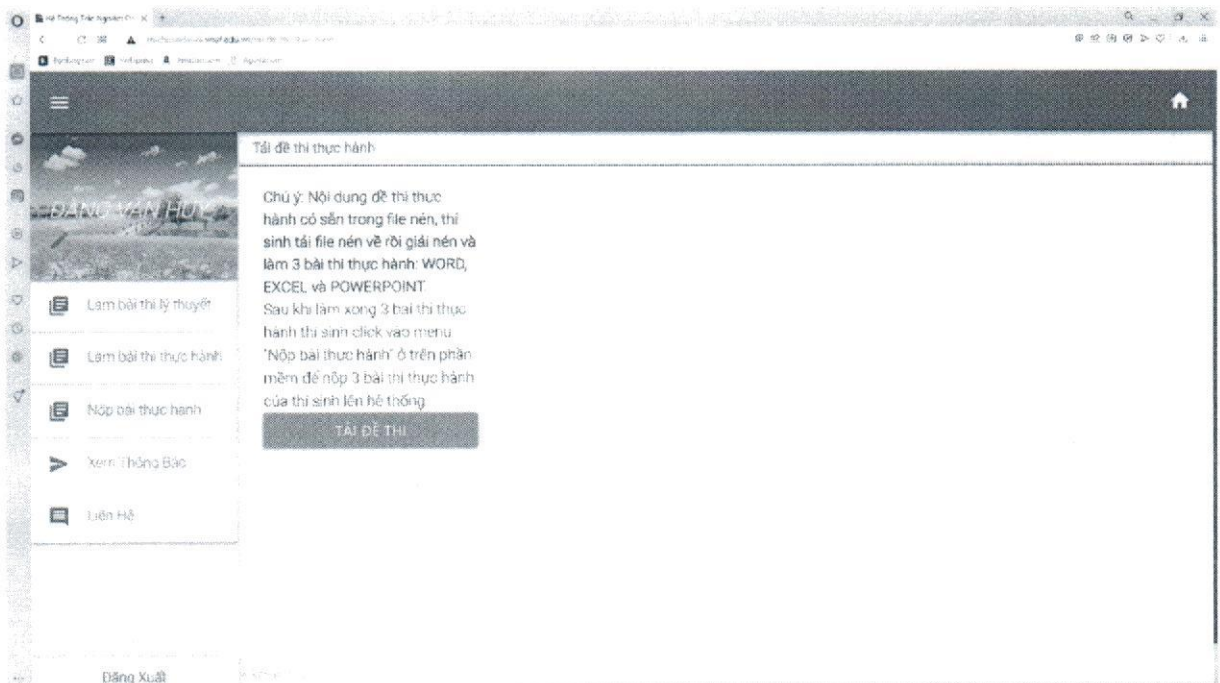 Tải đề thi thực hành
ĐẶNG VĂN HUY
Chú ý: Nội dung đề thi thực
hành có sẵn trong file nén, thí
sinh tải file nén về rồi giải nén và
làm 3 bài thi thực hành: WORD,
EXCEL và POWERPOINT
Sau khi làm xong 3 bài thi thực
hành thí sinh click vào menu
"Nộp bài thực hành" ở trên phần
mềm để nộp 3 bài thi thực hành
của thí sinh lên hệ thống.
TẢI ĐỀ THI
Làm bài thi lý thuyết
Làm bài thi thực hành
Nộp bài thực hành
Xem Thông Báo
Liên Hệ
Đăng Xuất